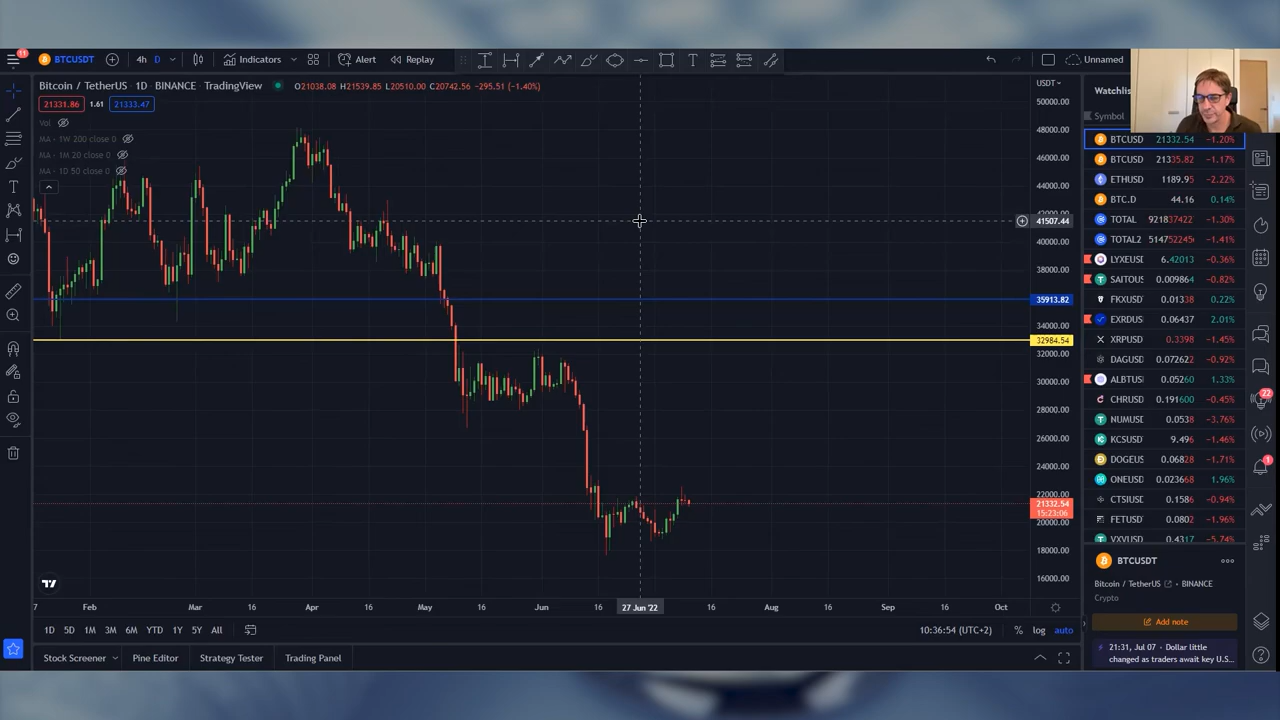 11
BTCUSDT
4h D
Indicators
Alert
Replay
Unnamed
Bitcoin / TetherUS · 1D · BINANCE · TradingView
O21038.08 H21539.85 L20510.00 C20742.56 -295.51 (-1.40%)
21331.86 1.61 21333.47
Vol
MA · 1W 200 close 0
MA · 1M 20 close 0
MA · 1D 50 close 0
USDT
50000.00
48000.00
46000.00
44000.00
42000.00
41507.44
40000.00
38000.00
35913.82
34000.00
32984.54
32000.00
30000.00
28000.00
26000.00
24000.00
22000.00
21332.54
15:23:06
20000.00
18000.00
16000.00
7 Feb Mar 16 Apr 16 May 16 Jun 16 27 Jun '22 16 Aug 16 Sep 16 Oct
1D 5D 1M 3M 6M YTD 1Y 5Y All
10:36:54 (UTC+2) % log auto
Stock Screener Pine Editor Strategy Tester Trading Panel
Watchlis
Symbol
BTCUSD 21332.54 −1.20%
BTCUSD 21335.82 −1.17%
ETHUSD 1189.95 −2.22%
BTC.D 44.16 0.14%
TOTAL 921837422 −1.30%
TOTAL2 514752245 −1.41%
LYXEUS 6.42013 −0.36%
SAITOU 0.009864 −0.82%
FKXUSD 0.01338 0.22%
EXRDUS 0.06437 2.01%
XRPUSD 0.3398 −1.45%
DAGUSD 0.072622 −0.92%
ALBTUS 0.05260 1.33%
CHRUSD 0.191600 −0.45%
NUMUSD 0.0538 −3.76%
KCSUSD 9.496 −1.46%
DOGEUS 0.06828 −1.71%
ONEUSD 0.023668 1.96%
CTSIUSD 0.1586 −0.94%
FETUSD 0.0802 −1.96%
VXVUSD 0.4317 −5.74%
22
1
BTCUSDT
Bitcoin / TetherUS · BINANCE
Crypto
Add note
21:31, Jul 07 · Dollar little
changed as traders await key U.S...